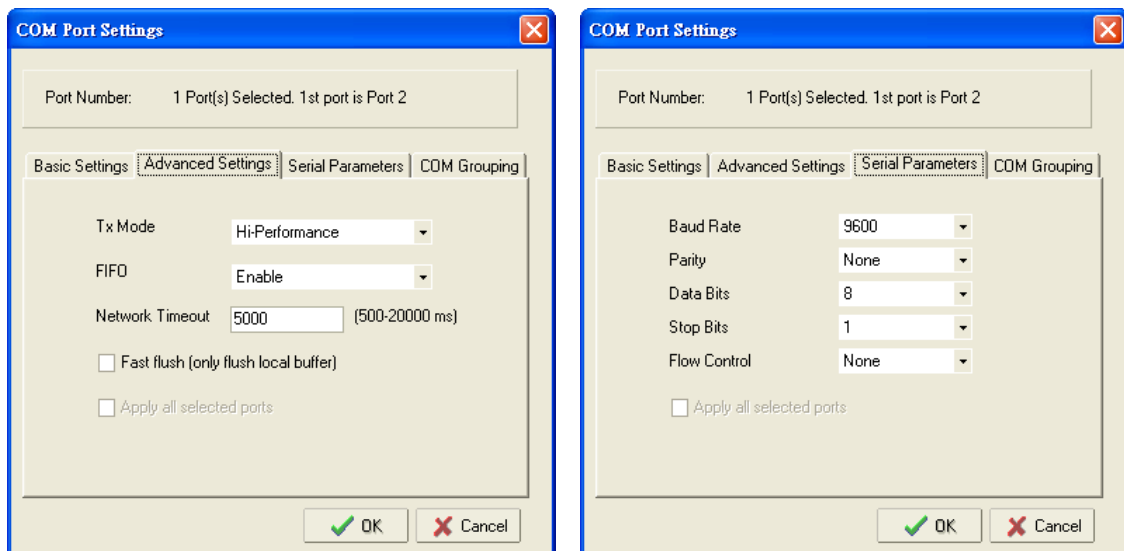 COM Port Settings
Port Number: 1 Port(s) Selected. 1st port is Port 2
Basic Settings Advanced Settings Serial Parameters COM Grouping
Tx Mode Hi-Performance
FIFO Enable
Network Timeout 5000 (500-20000 ms)
Fast flush (only flush local buffer)
Apply all selected ports
OK Cancel
COM Port Settings
Port Number: 1 Port(s) Selected. 1st port is Port 2
Basic Settings Advanced Settings Serial Parameters COM Grouping
Baud Rate 9600
Parity None
Data Bits 8
Stop Bits 1
Flow Control None
Apply all selected ports
OK Cancel